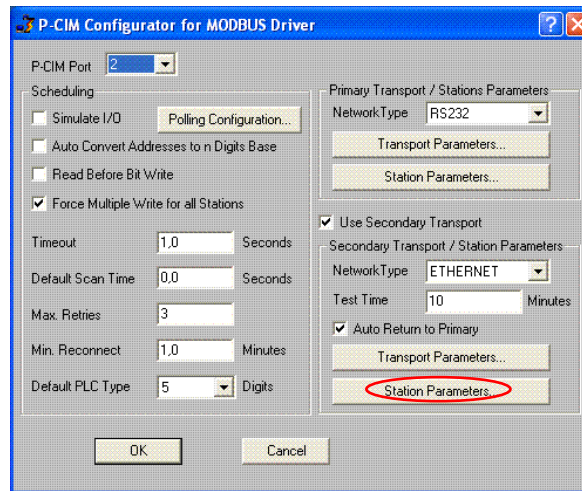 P-CIM Configurator for MODBUS Driver
P-CIM Port 2
Scheduling
Simulate I/O Polling Configuration...
Auto Convert Addresses to n Digits Base
Read Before Bit Write
Force Multiple Write for all Stations
Timeout 1,0 Seconds
Default Scan Time 0,0 Seconds
Max. Retries 3
Min. Reconnect 1,0 Minutes
Default PLC Type 5 Digits
Primary Transport / Stations Parameters
NetworkType RS232
Transport Parameters...
Station Parameters...
Use Secondary Transport
Secondary Transport / Station Parameters
NetworkType ETHERNET
Test Time 10 Minutes
Auto Return to Primary
Transport Parameters...
Station Parameters...
OK Cancel